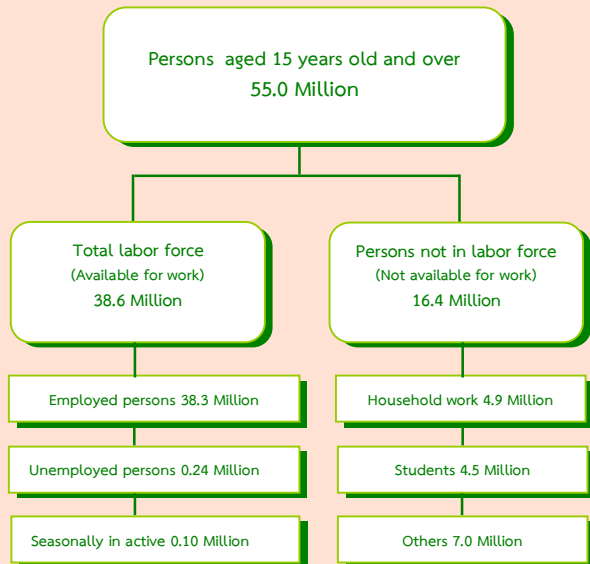 Persons aged 15 years old and over
55.0 Million
Total labor force
(Available for work)
38.6 Million
Persons not in labor force
(Not available for work)
16.4 Million
Employed persons 38.3 Million
Household work 4.9 Million
Unemployed persons 0.24 Million
Students 4.5 Million
Seasonally in active 0.10 Million
Others 7.0 Million